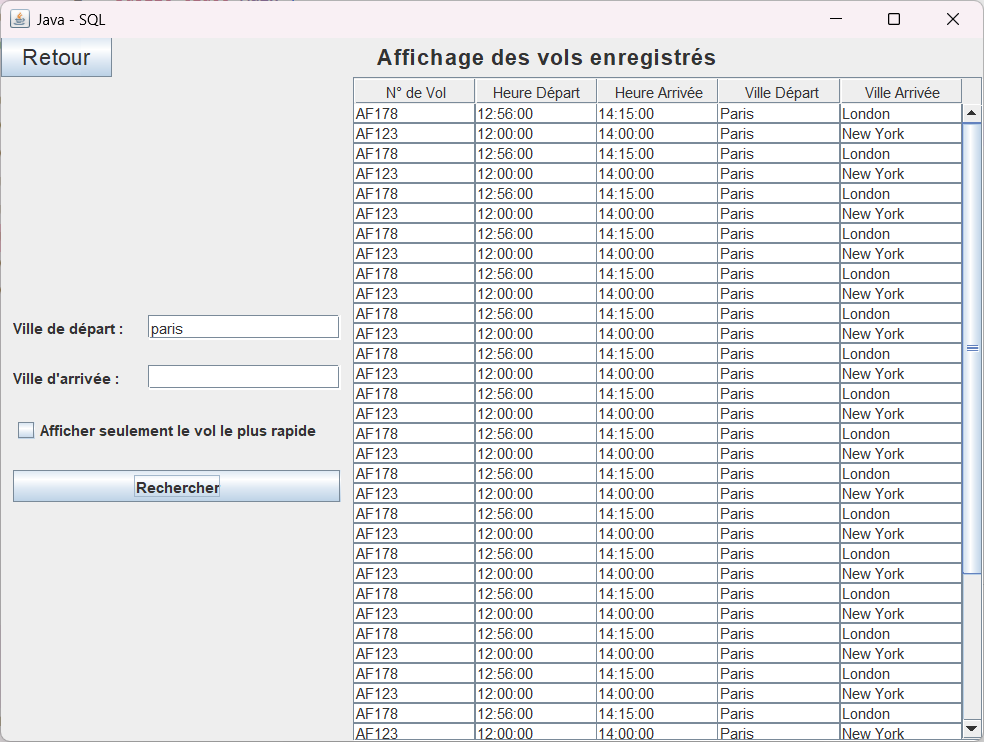 Java - SQL
Retour
Affichage des vols enregistrés
N° de Vol Heure Départ Heure Arrivée Ville Départ Ville Arrivée
AF178 12:56:00 14:15:00 Paris London
AF123 12:00:00 14:00:00 Paris New York
AF178 12:56:00 14:15:00 Paris London
AF123 12:00:00 14:00:00 Paris New York
AF178 12:56:00 14:15:00 Paris London
AF123 12:00:00 14:00:00 Paris New York
AF178 12:56:00 14:15:00 Paris London
AF123 12:00:00 14:00:00 Paris New York
AF178 12:56:00 14:15:00 Paris London
AF123 12:00:00 14:00:00 Paris New York
AF178 12:56:00 14:15:00 Paris London
AF123 12:00:00 14:00:00 Paris New York
AF178 12:56:00 14:15:00 Paris London
AF123 12:00:00 14:00:00 Paris New York
AF178 12:56:00 14:15:00 Paris London
AF123 12:00:00 14:00:00 Paris New York
AF178 12:56:00 14:15:00 Paris London
AF123 12:00:00 14:00:00 Paris New York
AF178 12:56:00 14:15:00 Paris London
AF123 12:00:00 14:00:00 Paris New York
AF178 12:56:00 14:15:00 Paris London
AF123 12:00:00 14:00:00 Paris New York
AF178 12:56:00 14:15:00 Paris London
AF123 12:00:00 14:00:00 Paris New York
AF178 12:56:00 14:15:00 Paris London
AF123 12:00:00 14:00:00 Paris New York
AF178 12:56:00 14:15:00 Paris London
AF123 12:00:00 14:00:00 Paris New York
AF178 12:56:00 14:15:00 Paris London
AF123 12:00:00 14:00:00 Paris New York
AF178 12:56:00 14:15:00 Paris London
AF123 12:00:00 14:00:00 Paris New York
Ville de départ : paris
Ville d'arrivée :
Afficher seulement le vol le plus rapide
Rechercher